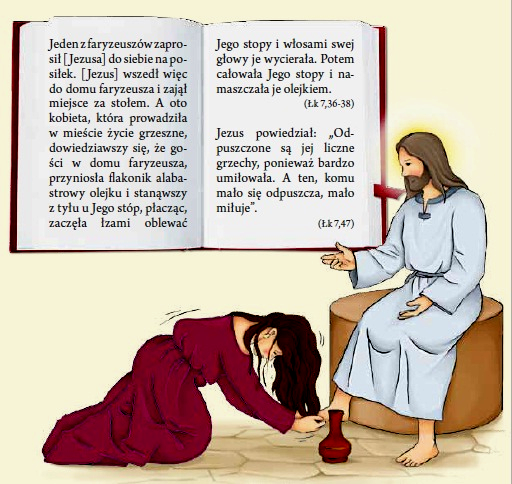 Jeden z faryzeuszów zapro-
sił [Jezusa] do siebie na po-
siłek. [Jezus] wszedł więc
do domu faryzeusza i zajął
miejsce za stołem. A oto
kobieta, która prowadziła
w mieście życie grzeszne,
dowiedziawszy się, że go-
ści w domu faryzeusza,
przyniosła flakonik alaba-
strowy olejku i stanąwszy
z tyłu u Jego stóp, płacząc,
zaczęła łzami oblewać
Jego stopy i włosami swej
głowy je wycierała. Potem
całowała Jego stopy i na-
maszczała je olejkiem.
(Łk 7,36-38)
Jezus powiedział: „Od-
puszczone są jej liczne
grzechy, ponieważ bardzo
umiłowała. A ten, komu
mało się odpuszcza, mało
miłuje”.
(Łk 7,47)